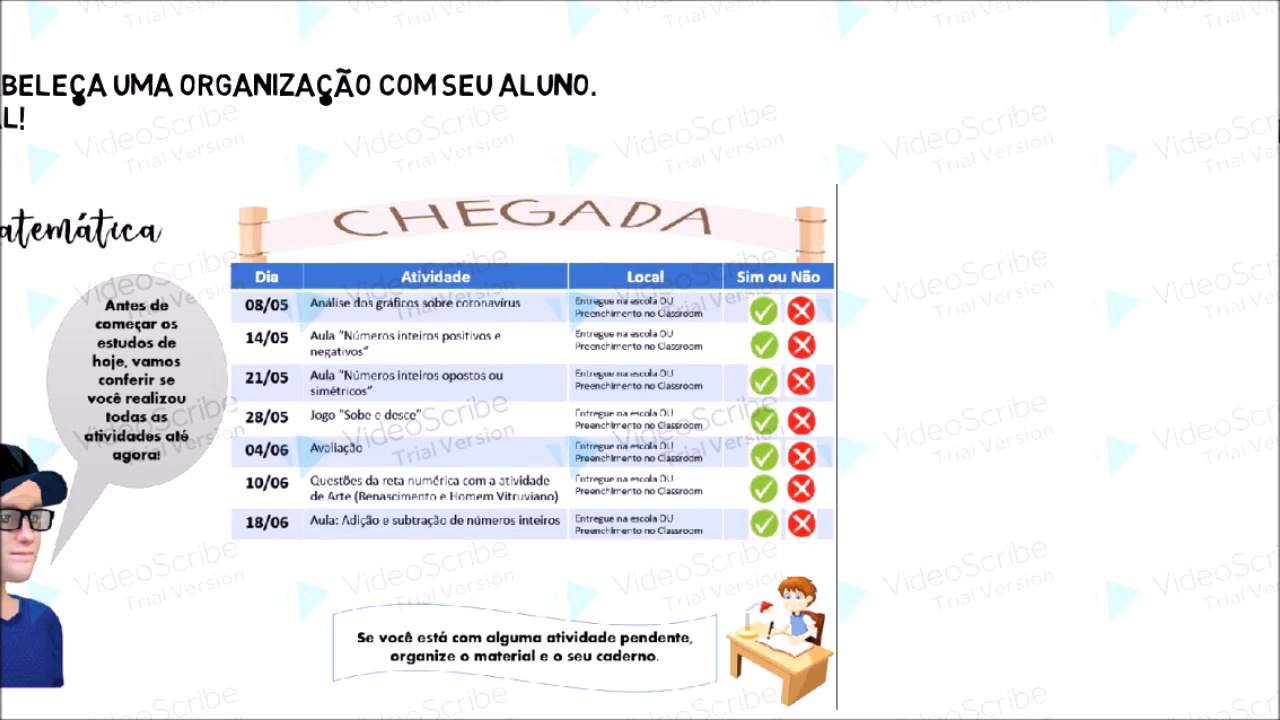 BELEÇA UMA ORGANIZAÇÃO COM SEU ALUNO.
L!
atemática
CHEGADA
Antes de
começar os
estudos de
hoje, vamos
conferir se
você realizou
todas as
atividades até
agora!
Dia Atividade Local Sim ou Não
08/05 Análise dos gráficos sobre coronavírus Entregue na escola OU
Preenchimento no Classroom
14/05 Aula "Números inteiros positivos e
negativos" Entregue na escola OU
Preenchimento no Classroom
21/05 Aula "Números inteiros opostos ou
simétricos" Entregue na escola OU
Preenchimento no Classroom
28/05 Jogo "Sobe e desce" Entregue na escola OU
Preenchimento no Classroom
04/06 Avaliação Entregue na escola OU
Preenchimento no Classroom
10/06 Questões da reta numérica com a atividade
de Arte (Renascimento e Homem Vitruviano) Entregue na escola OU
Preenchimento no Classroom
18/06 Aula: Adição e subtração de números inteiros Entregue na escola OU
Preenchimento no Classroom
Se você está com alguma atividade pendente,
organize o material e o seu caderno.
VideoScribe
Trial Version